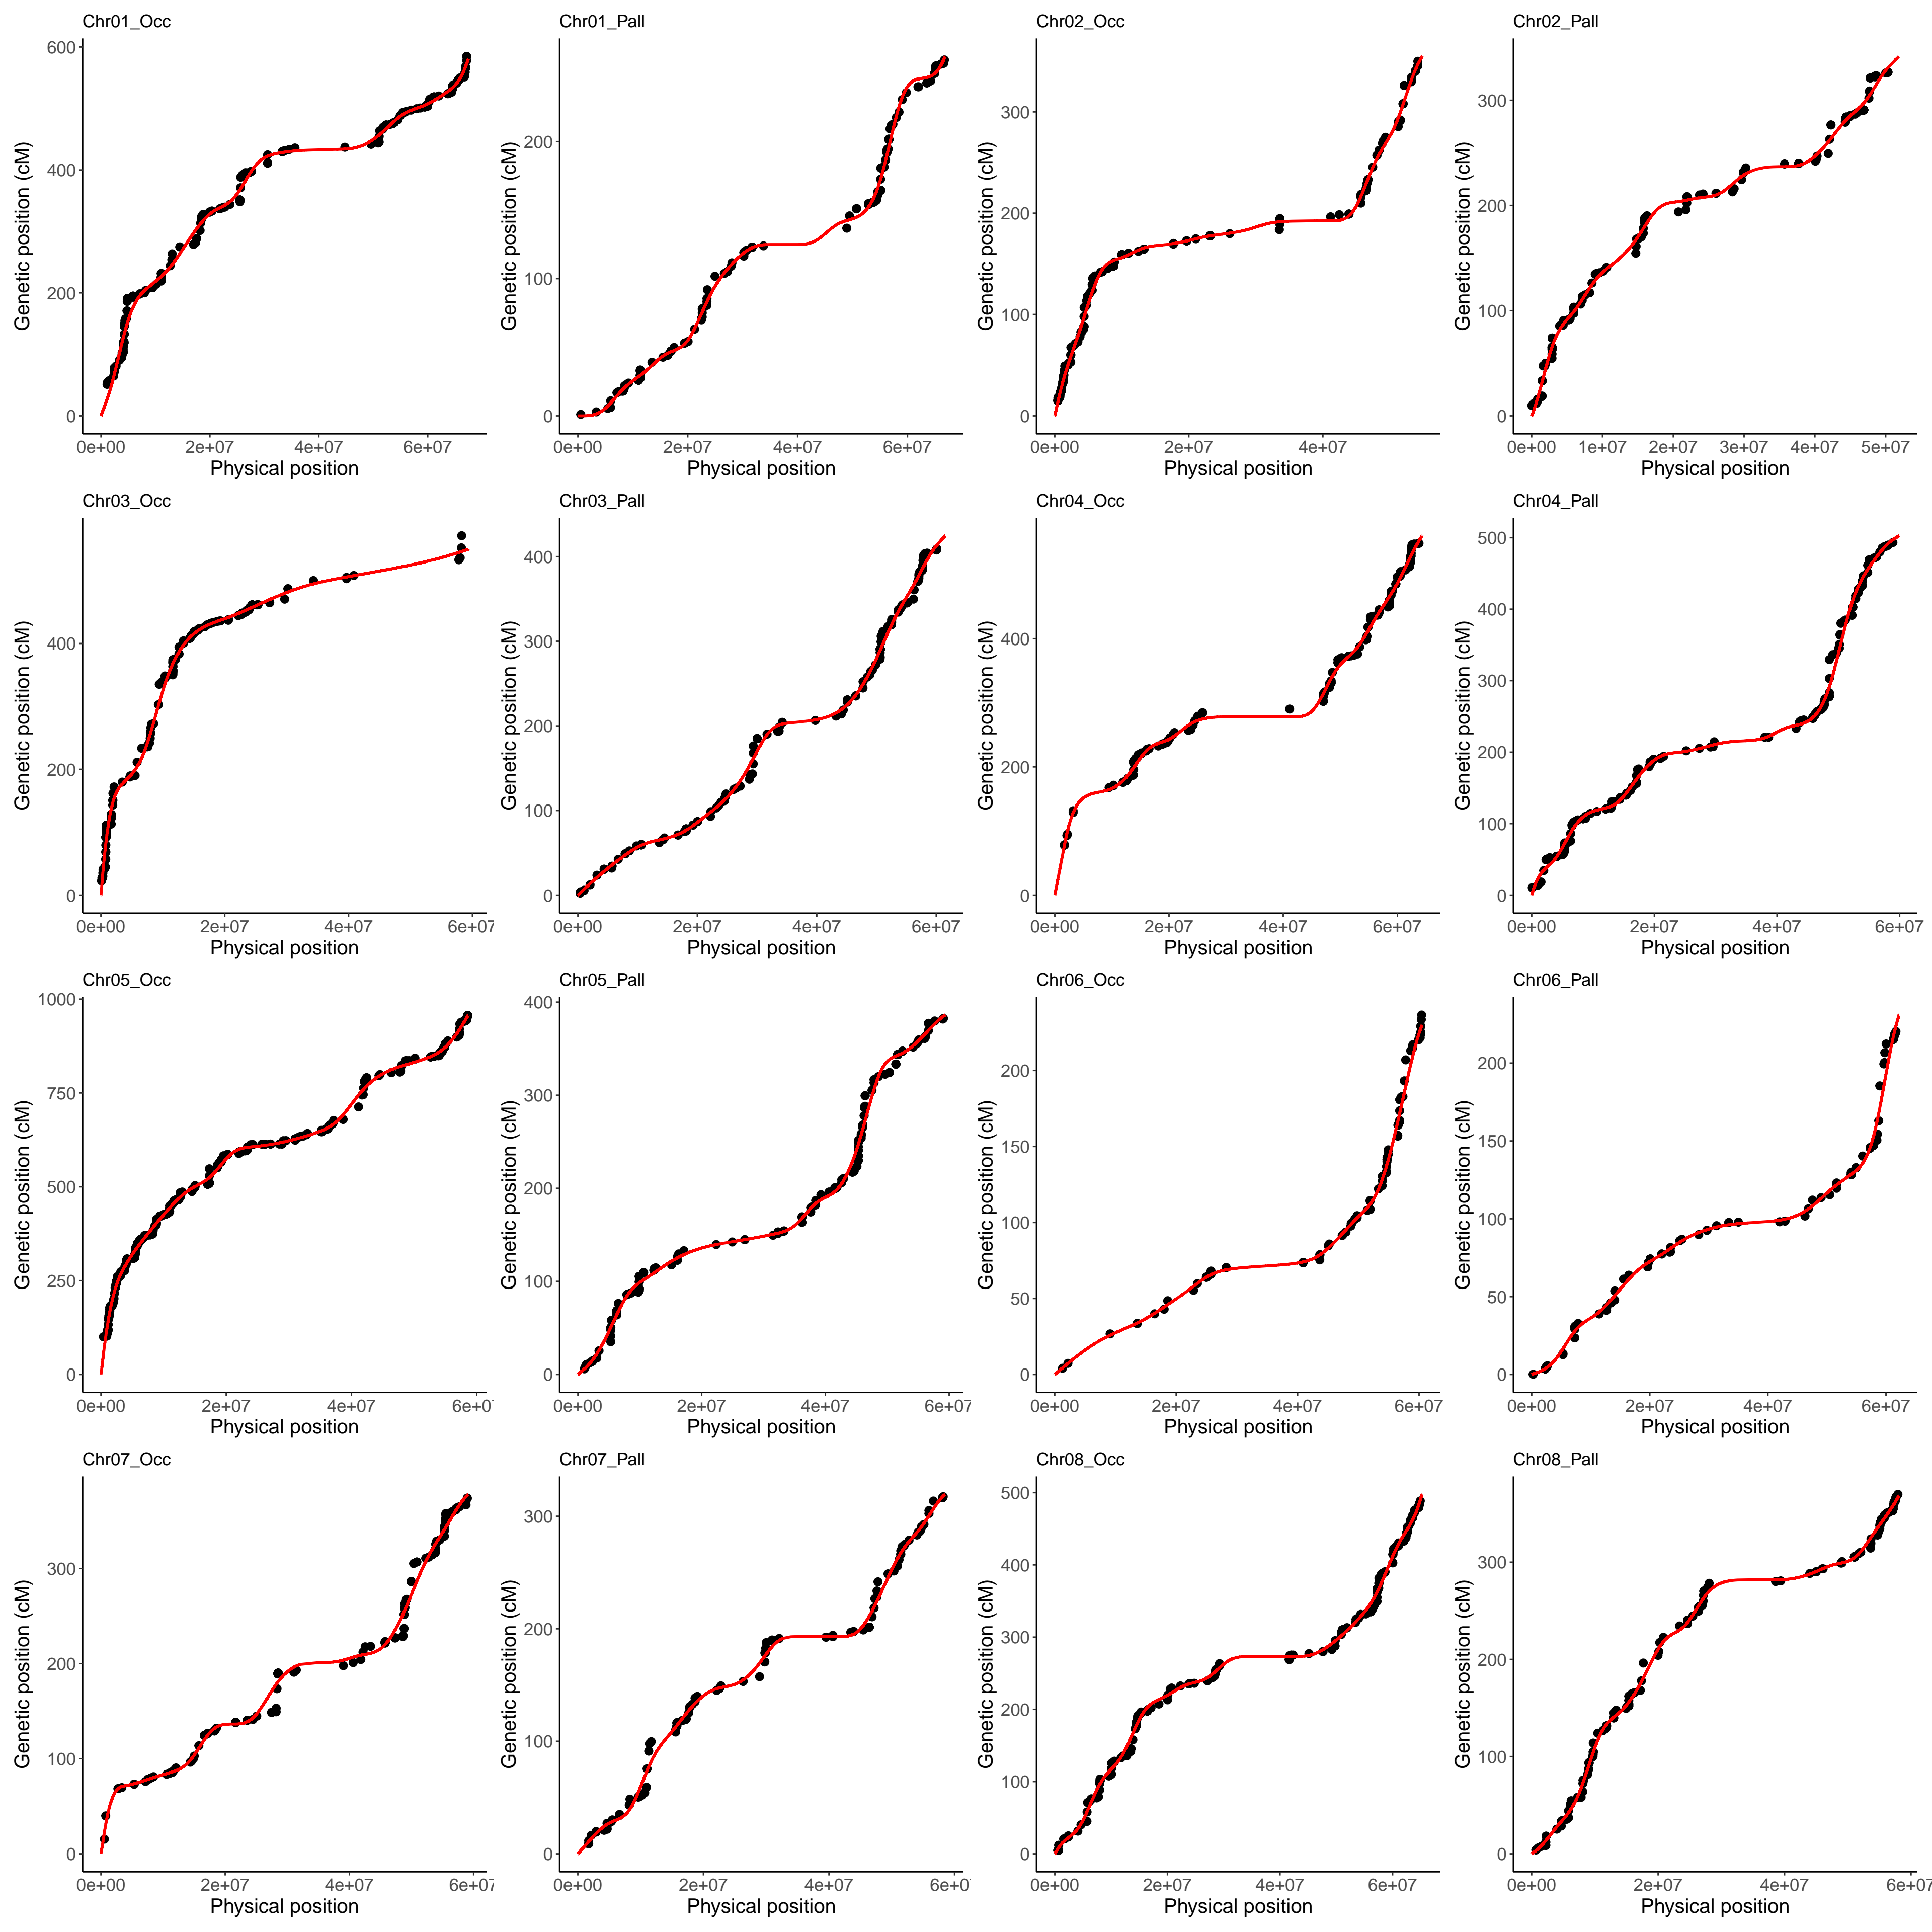 Chr01_Occ
Genetic position (cM)
600
400
200
0
0e+00 2e+07 4e+07 6e+07
Physical position
Chr01_Pall
Genetic position (cM)
200
100
0
0e+00 2e+07 4e+07 6e+07
Physical position
Chr02_Occ
Genetic position (cM)
300
200
100
0
0e+00 2e+07 4e+07
Physical position
Chr02_Pall
Genetic position (cM)
300
200
100
0
0e+00 1e+07 2e+07 3e+07 4e+07 5e+07
Physical position
Chr03_Occ
Genetic position (cM)
400
200
0
0e+00 2e+07 4e+07 6e+07
Physical position
Chr03_Pall
Genetic position (cM)
400
300
200
100
0
0e+00 2e+07 4e+07 6e+07
Physical position
Chr04_Occ
Genetic position (cM)
400
200
0
0e+00 2e+07 4e+07 6e+07
Physical position
Chr04_Pall
Genetic position (cM)
500
400
300
200
100
0
0e+00 2e+07 4e+07 6e+07
Physical position
Chr05_Occ
Genetic position (cM)
1000
750
500
250
0
0e+00 2e+07 4e+07 6e+0
Physical position
Chr05_Pall
Genetic position (cM)
400
300
200
100
0
0e+00 2e+07 4e+07 6e+07
Physical position
Chr06_Occ
Genetic position (cM)
200
150
100
50
0
0e+00 2e+07 4e+07 6e+07
Physical position
Chr06_Pall
Genetic position (cM)
200
150
100
50
0
0e+00 2e+07 4e+07 6e+07
Physical position
Chr07_Occ
Genetic position (cM)
300
200
100
0
0e+00 2e+07 4e+07 6e+07
Physical position
Chr07_Pall
Genetic position (cM)
300
200
100
0
0e+00 2e+07 4e+07 6e+0
Physical position
Chr08_Occ
Genetic position (cM)
500
400
300
200
100
0
0e+00 2e+07 4e+07 6e+07
Physical position
Chr08_Pall
Genetic position (cM)
300
200
100
0
0e+00 2e+07 4e+07 6e+07
Physical position